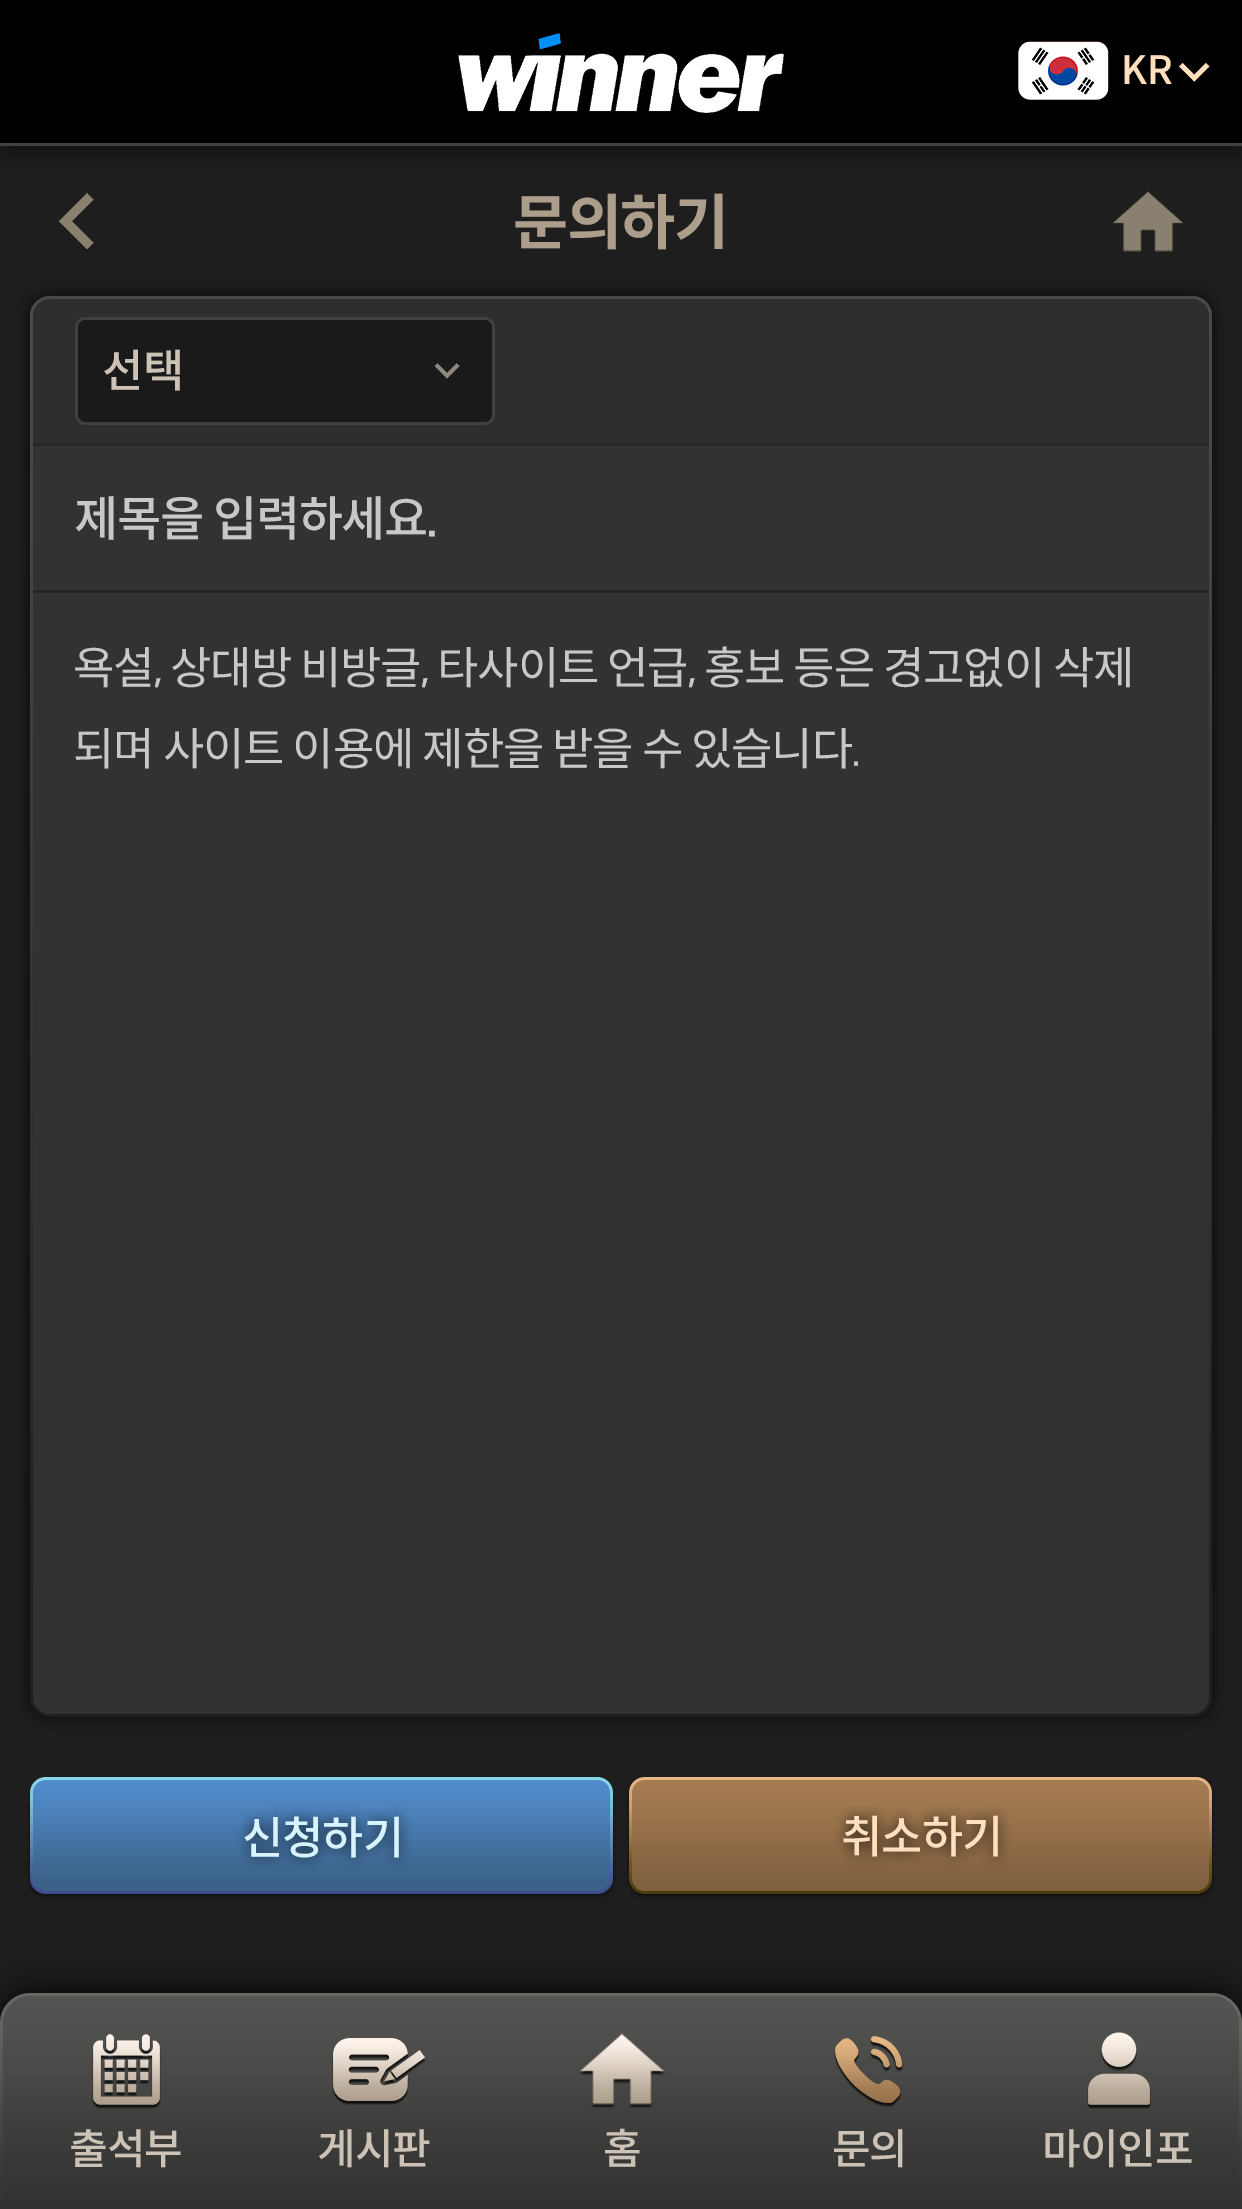 winner
KR
문의하기
선택
제목을 입력하세요.
욕설, 상대방 비방글, 타사이트 언급, 홍보 등은 경고없이 삭제
되며 사이트 이용에 제한을 받을 수 있습니다.
신청하기
취소하기
출석부
게시판
홈
문의
마이인포